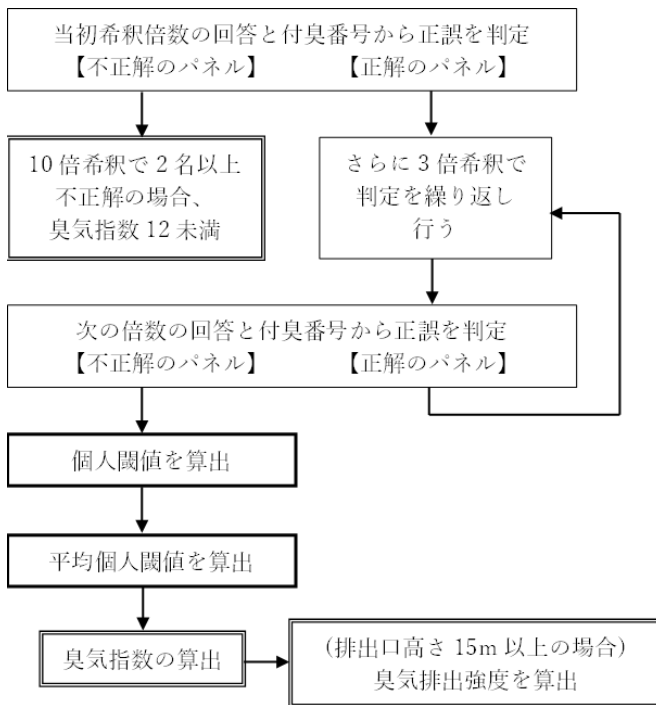 当初希釈倍数の回答と付臭番号から正誤を判定
【不正解のパネル】 【正解のパネル】
10 倍希釈で 2 名以上
不正解の場合、
臭気指数 12 未満
さらに 3 倍希釈で
判定を繰り返し
行う
次の倍数の回答と付臭番号から正誤を判定
【不正解のパネル】 【正解のパネル】
個人閾値を算出
平均個人閾値を算出
臭気指数の算出
(排出口高さ 15m 以上の場合)
臭気排出強度を算出